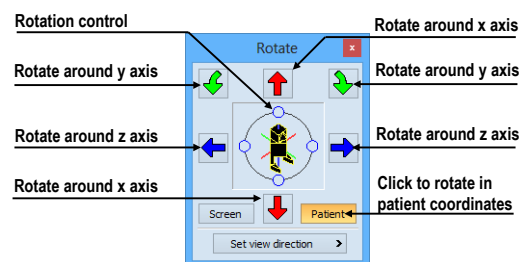 Rotation control
Rotate around x axis
Rotate
x
Rotate around y axis
Rotate around y axis
Rotate around z axis
Rotate around z axis
Rotate around x axis
Click to rotate in
patient coordinates
Screen
Patient
Set view direction >